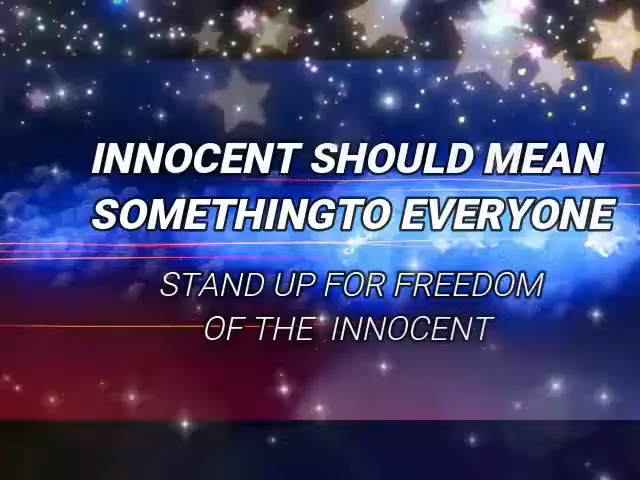 INNOCENT SHOULD MEAN
SOMETHINGTO EVERYONE
STAND UP FOR FREEDOM
OF THE INNOCENT